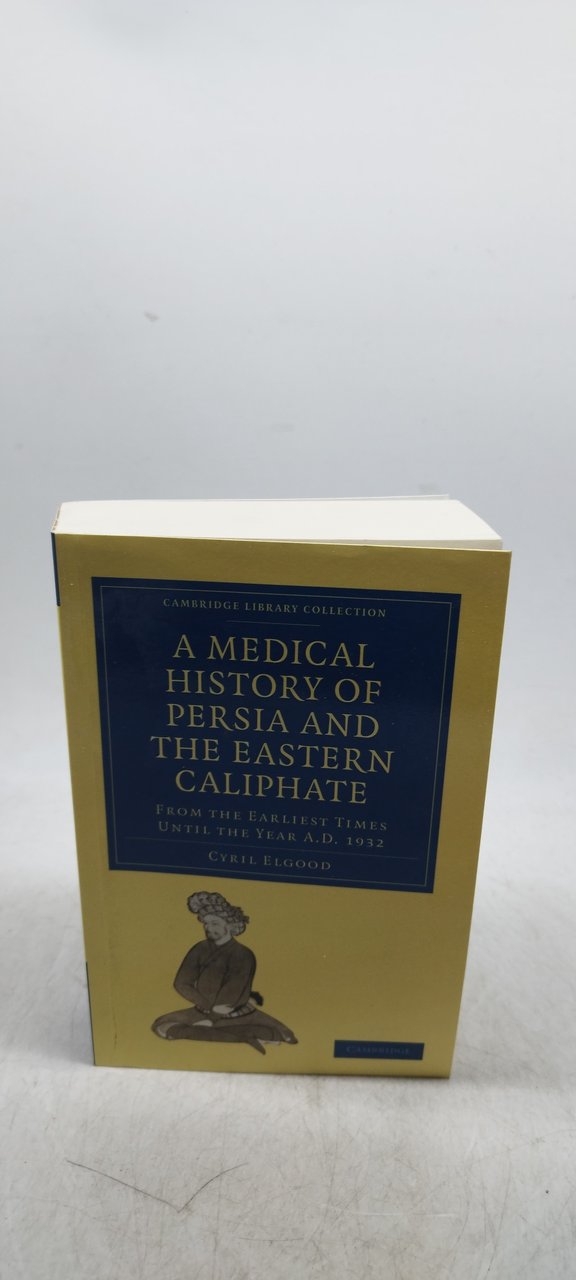 CAMBRIDGE LIBRARY COLLECTION
A MEDICAL
HISTORY OF
PERSIA AND
THE EASTERN
CALIPHATE
FROM THE EARLIEST TIMES
UNTIL THE YEAR A.D. 1932
CYRIL ELGOOD
CAMBRIDGE